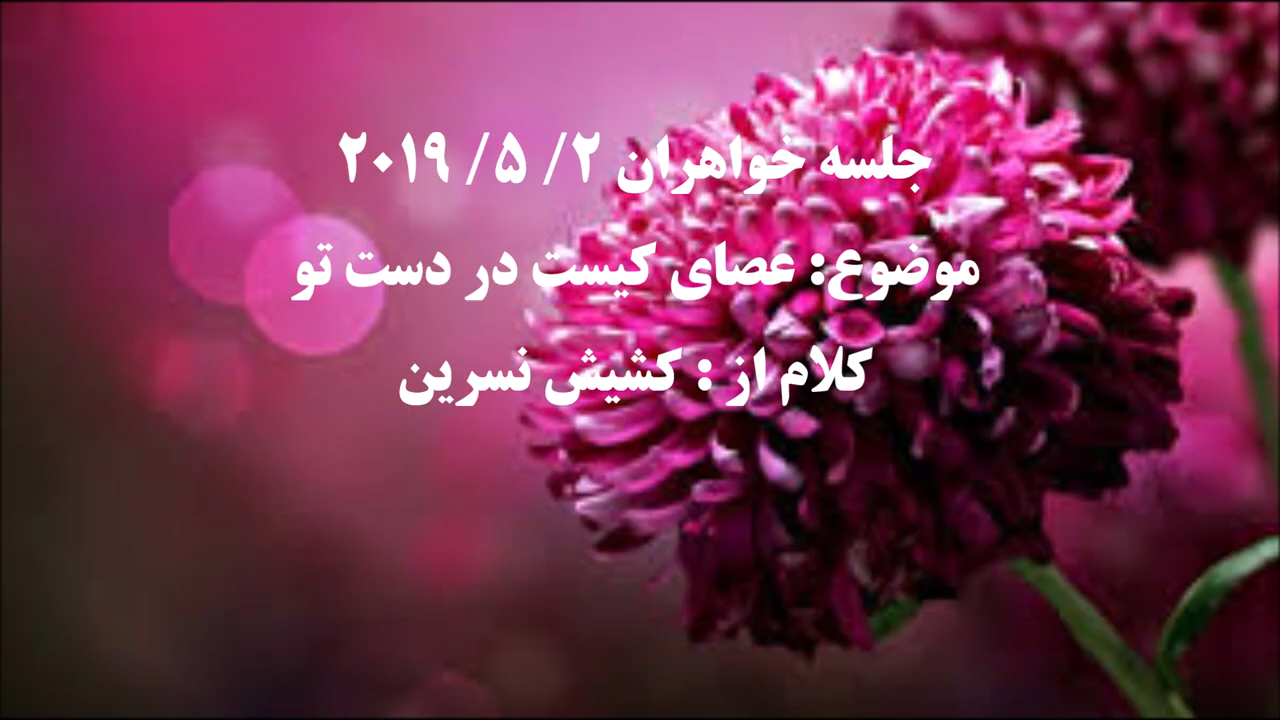 جلسه خواهران ۲/ ۵/ ۲۰۱۹
موضوع: عصای کیست در دست تو
کلام از : کشیش نسرین